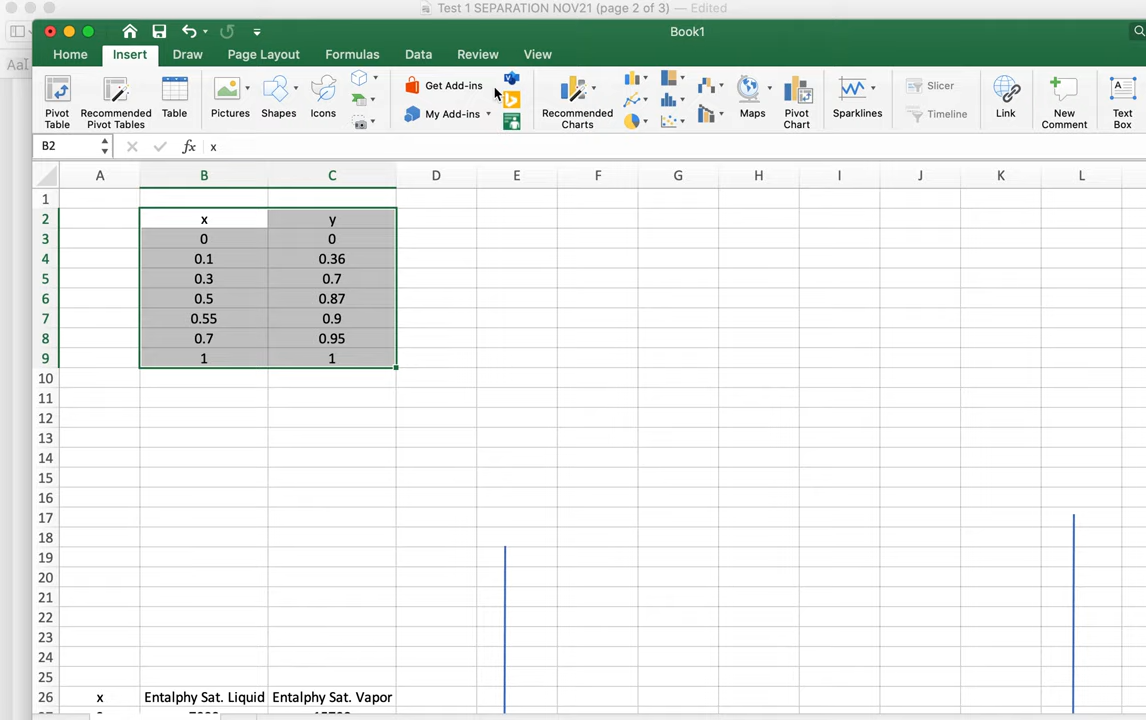 Test 1 SEPARATION NOV21 (page 2 of 3) — Edited
Book1
Home Insert Draw Page Layout Formulas Data Review View
Get Add-ins
My Add-ins
Pivot Table
Recommended Pivot Tables
Table
Pictures
Shapes
Icons
Recommended Charts
Maps
Pivot Chart
Sparklines
Slicer
Timeline
Link
New Comment
Text Box
B2 fx x
A B C D E F G H I J K L
1
2 x y
3 0 0
4 0.1 0.36
5 0.3 0.7
6 0.5 0.87
7 0.55 0.9
8 0.7 0.95
9 1 1
10
11
12
13
14
15
16
17
18
19
20
21
22
23
24
25
26 x Entalphy Sat. Liquid Entalphy Sat. Vapor